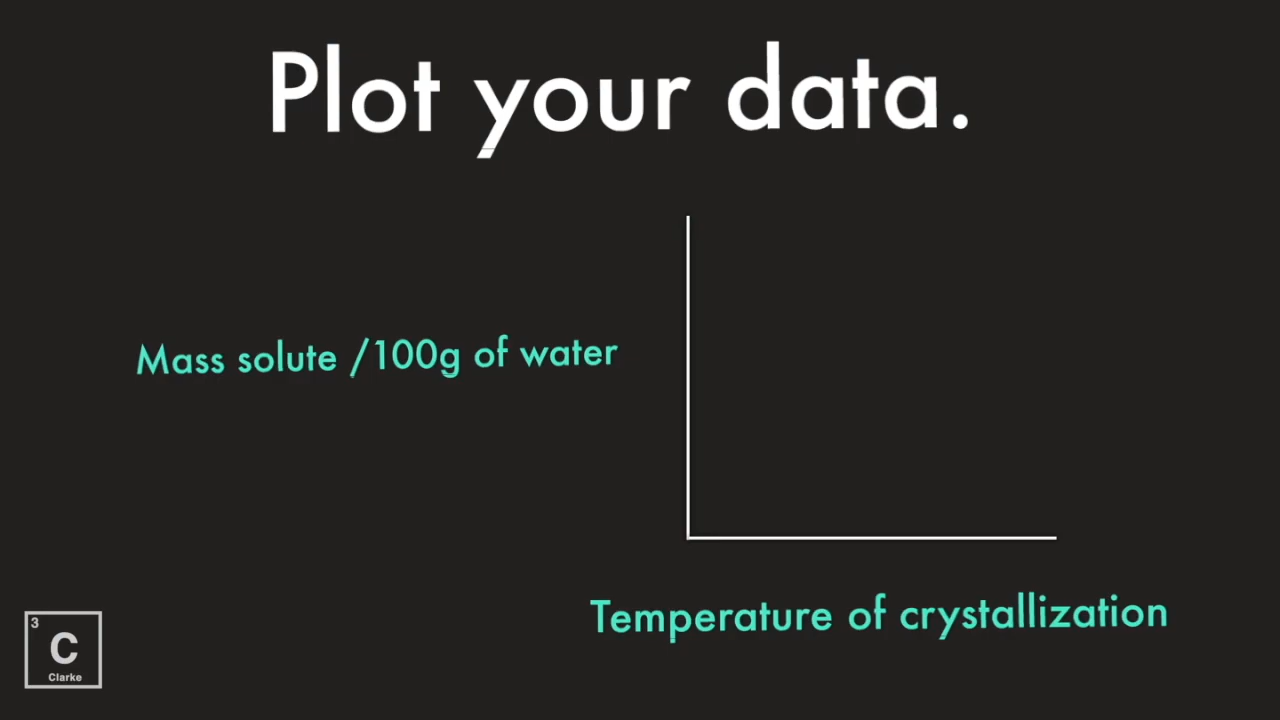 Plot your data.
Mass solute /100g of water
Temperature of crystallization
3
C
Clarke